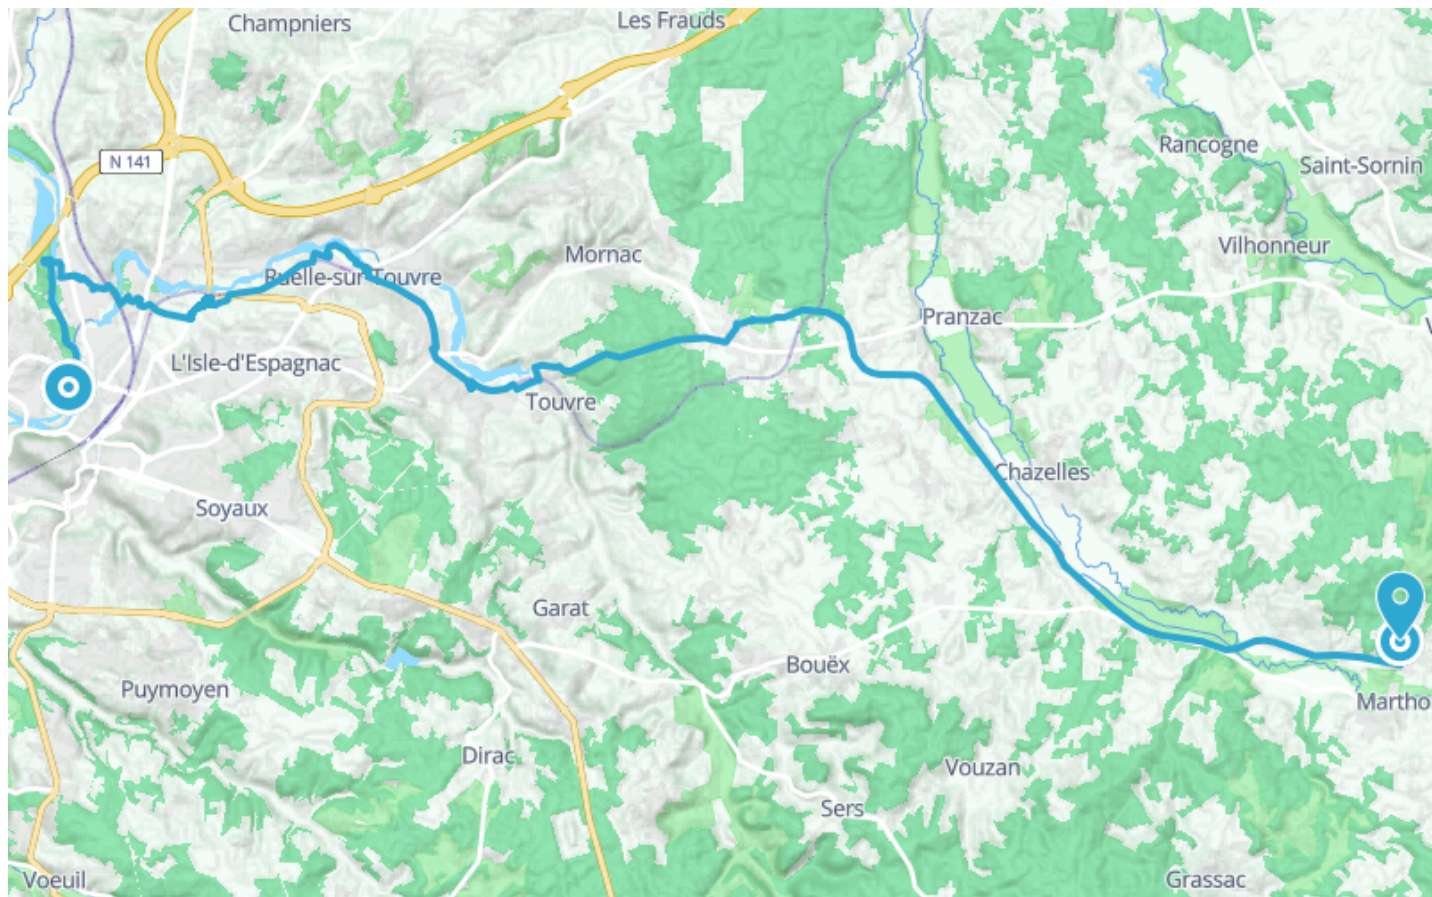 Champniers
Les Frauds
N 141
Rancogne
Saint-Sornin
Mornac
Vilhonneur
Ruelle-sur-Touvre
Pranzac
V
L'Isle-d'Espagnac
Touvre
Chazelles
Soyaux
Garat
Bouëx
Puymoyen
Martho
Dirac
Vouzan
Sers
Voeuil
Grassac